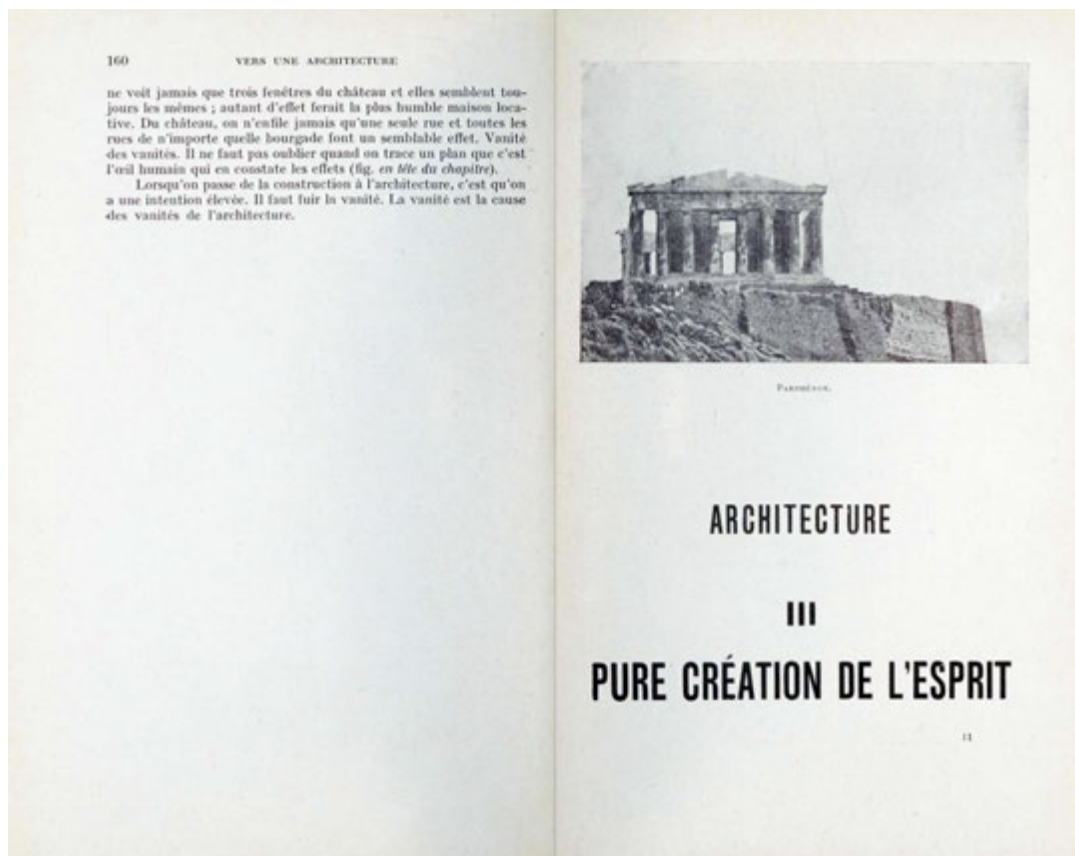 160 VERS UNE ARCHITECTURE
ne voit jamais que trois fenêtres du château et elles semblent tou-
jours les mêmes ; autant d'effet ferait la plus humble maison loca-
tive. Du château, on n'enfile jamais qu'une seule rue et toutes les
rues de n'importe quelle bourgade font un semblable effet. Vanité
des vanités. Il ne faut pas oublier quand on trace un plan que c'est
l'œil humain qui en constate les effets (fig. en tête du chapitre).
Lorsqu'on passe de la construction à l'architecture, c'est qu'on
a une intention élevée. Il faut fuir la vanité. La vanité est la cause
des vanités de l'architecture.
PARTHÉNON.
ARCHITECTURE
III
PURE CRÉATION DE L'ESPRIT
11